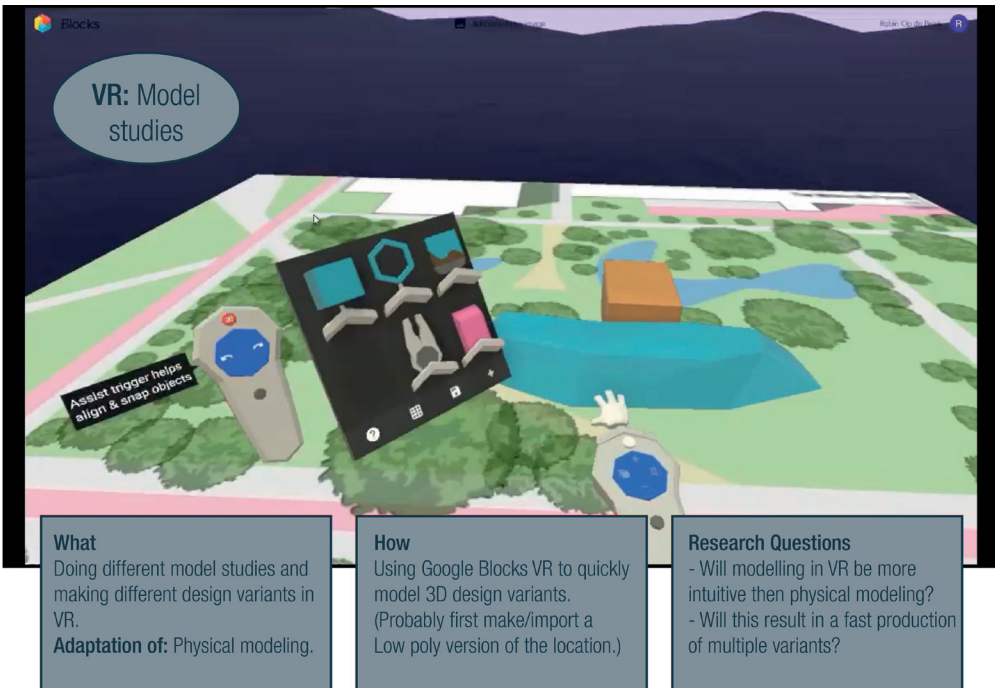 Blocks
Robin Op de
R
VR: Model
studies
Assist trigger helps
align & snap objects
?
What
Doing different model studies and
making different design variants in
VR.
Adaptation of: Physical modeling.
How
Using Google Blocks VR to quickly
model 3D design variants.
(Probably first make/import a
Low poly version of the location.)
Research Questions
- Will modelling in VR be more
intuitive then physical modeling?
- Will this result in a fast production
of multiple variants?